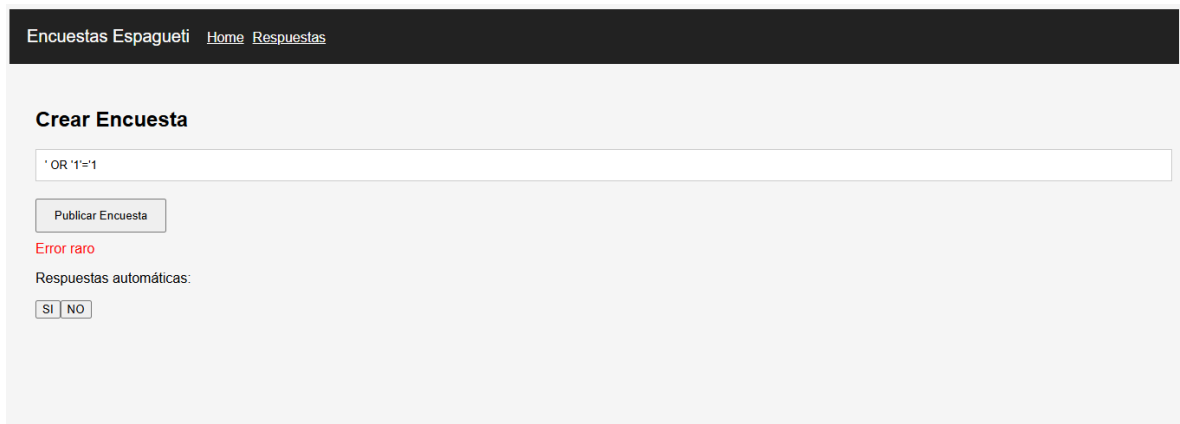 Encuestas Espagueti Home Respuestas
Crear Encuesta
' OR '1'='1
Publicar Encuesta
Error raro
Respuestas automáticas:
SI NO